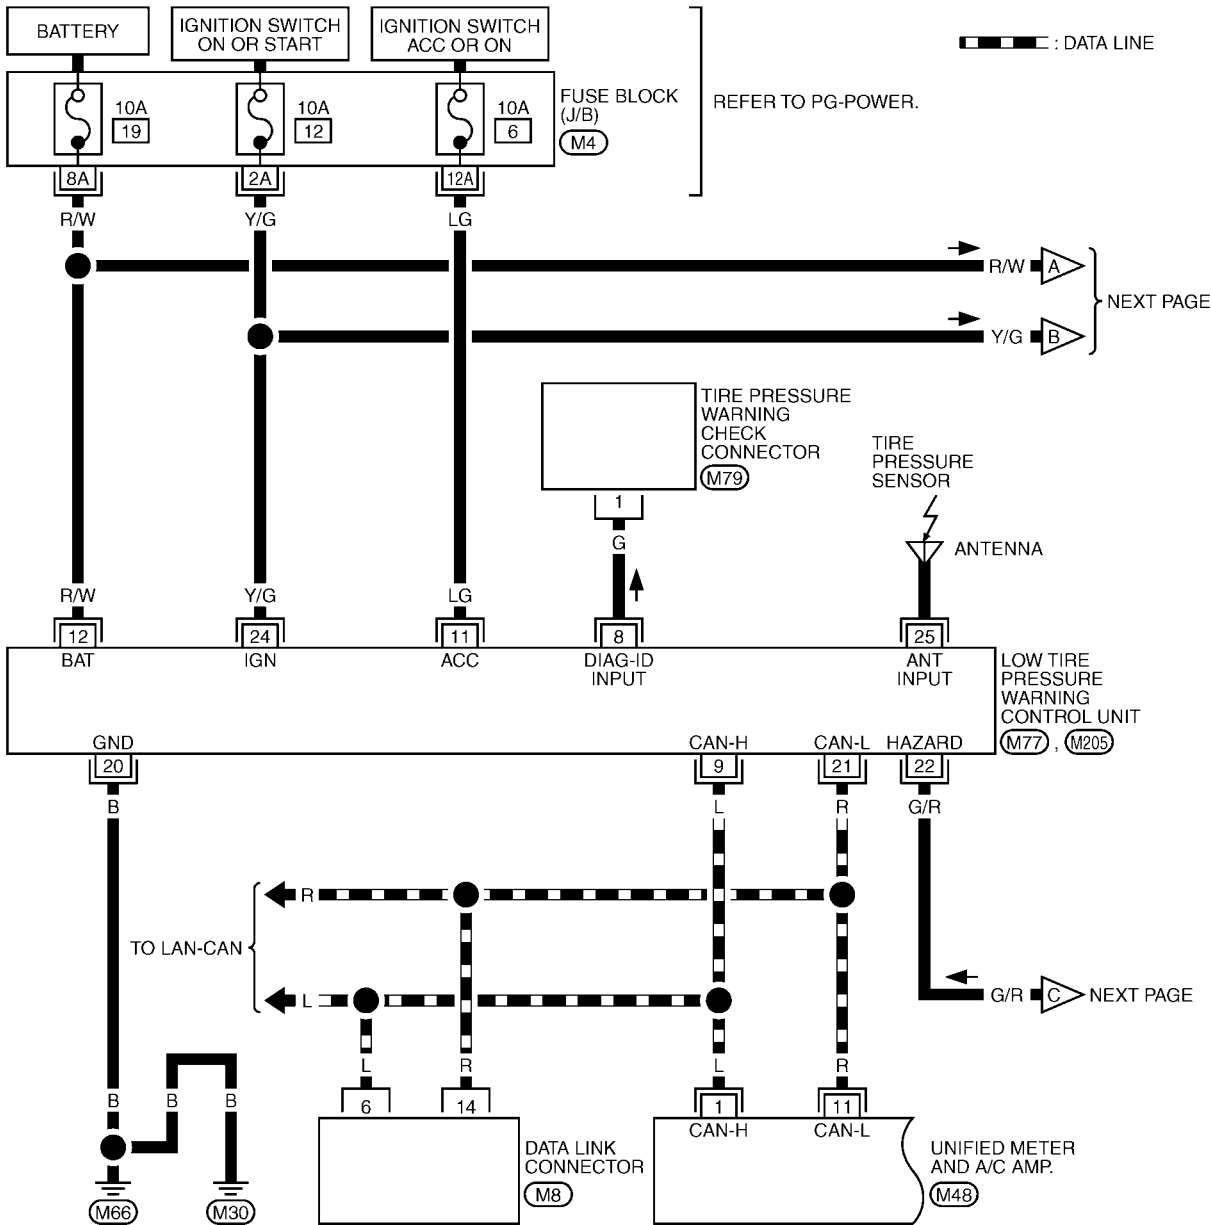 BATTERY
IGNITION SWITCH
ON OR START
IGNITION SWITCH
ACC OR ON
: DATA LINE
10A
19
10A
12
10A
6
FUSE BLOCK
(J/B)
M4
REFER TO PG-POWER.
8A
2A
12A
R/W
Y/G
LG
R/W
A
NEXT PAGE
Y/G
B
TIRE PRESSURE
WARNING
CHECK
CONNECTOR
M79
1
G
TIRE
PRESSURE
SENSOR
ANTENNA
R/W
Y/G
LG
12
24
11
8
25
BAT
IGN
ACC
DIAG-ID
INPUT
ANT
INPUT
LOW TIRE
PRESSURE
WARNING
CONTROL UNIT
M77 , M205
GND
CAN-H
CAN-L
HAZARD
20
9
21
22
B
L
R
G/R
R
TO LAN-CAN
L
G/R
C
NEXT PAGE
L
R
L
R
B
B
B
6
14
1
11
CAN-H
CAN-L
DATA LINK
CONNECTOR
M8
UNIFIED METER
AND A/C AMP.
M48
M66
M30